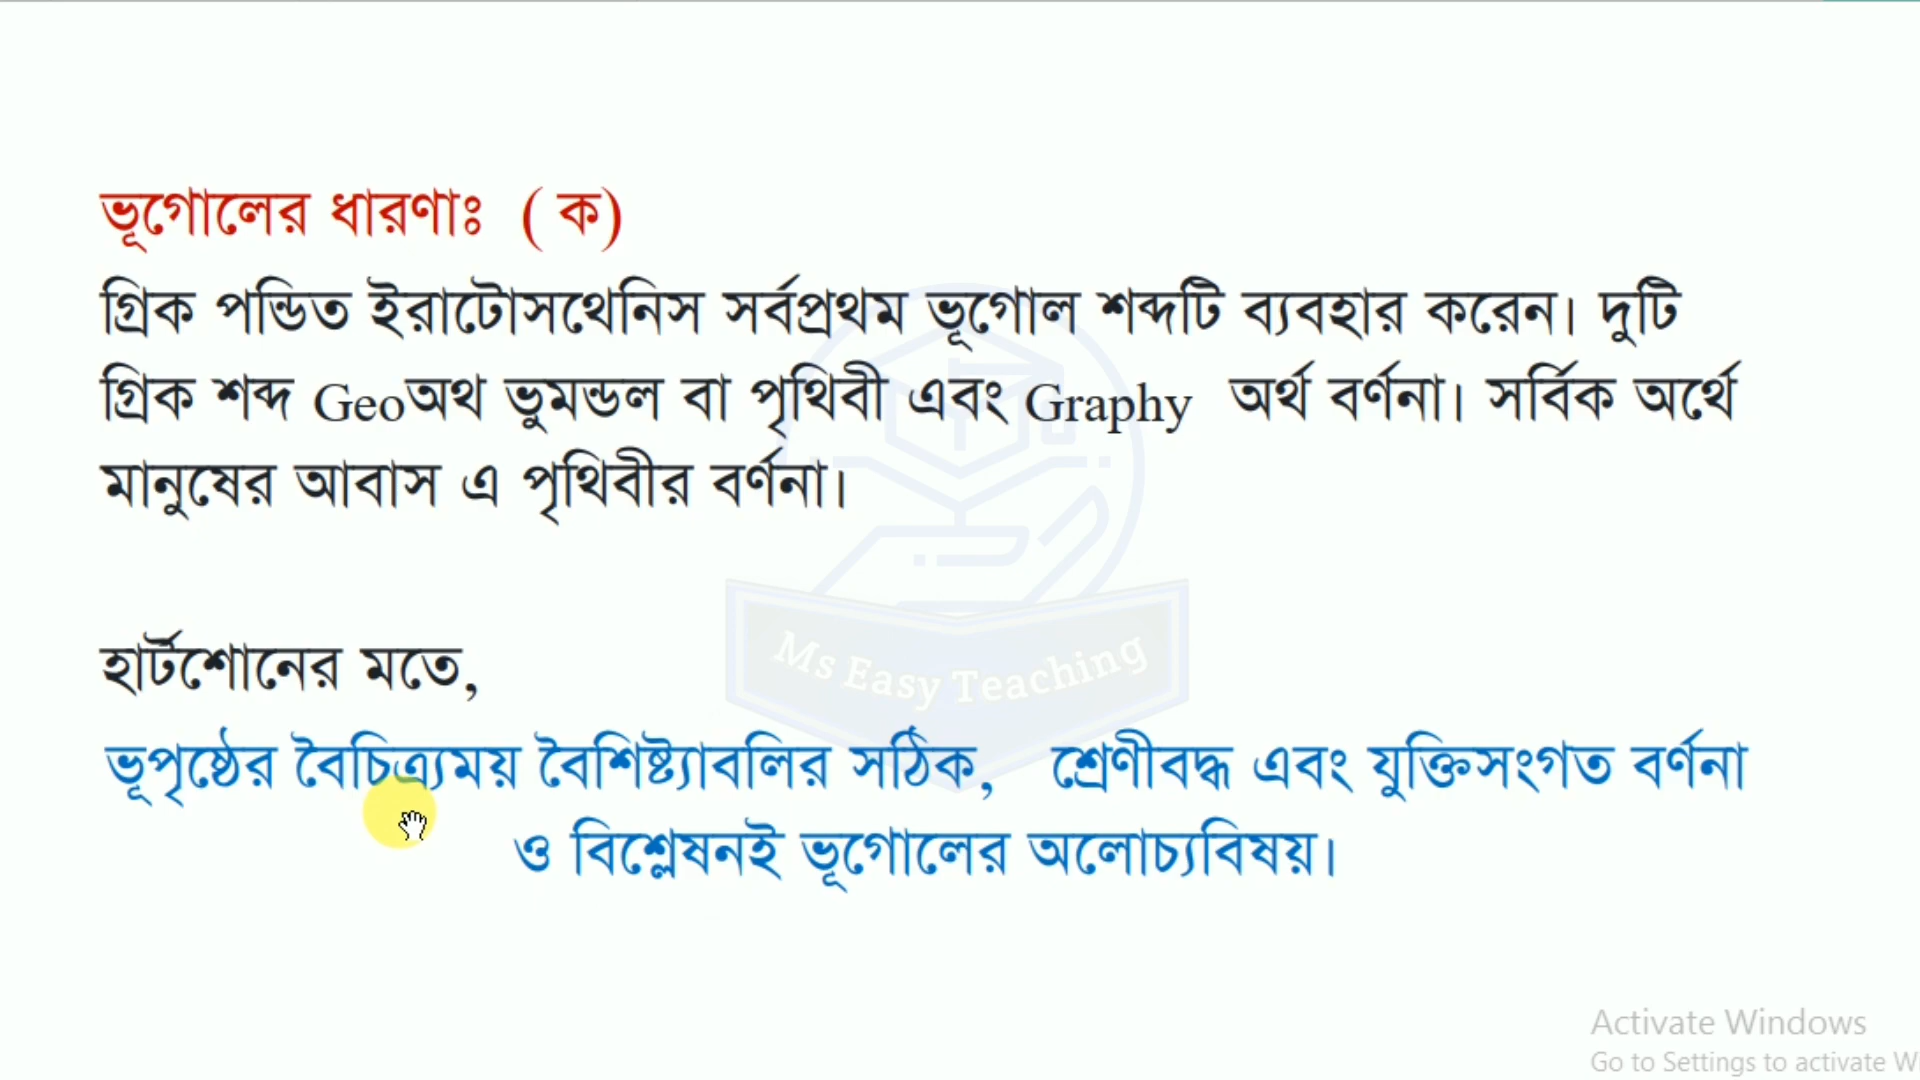 ভূগোলের ধারণাঃ ( ক)
গ্রিক পন্ডিত ইরাটোসথেনিস সর্বপ্রথম ভূগোল শব্দটি ব্যবহার করেন। দুটি
গ্রিক শব্দ Geoঅথ ভুমন্ডল বা পৃথিবী এবং Graphy অর্থ বর্ণনা। সর্বিক অর্থে
মানুষের আবাস এ পৃথিবীর বর্ণনা।
হার্টশোনের মতে,
Ms Easy Teaching
ভূপৃষ্ঠের বৈচিত্র্যময় বৈশিষ্ট্যাবলির সঠিক, শ্রেণীবদ্ধ এবং যুক্তিসংগত বর্ণনা
ও বিশ্লেষনই ভূগোলের অলোচ্যবিষয়।
Activate Windows
Go to Settings to activate W